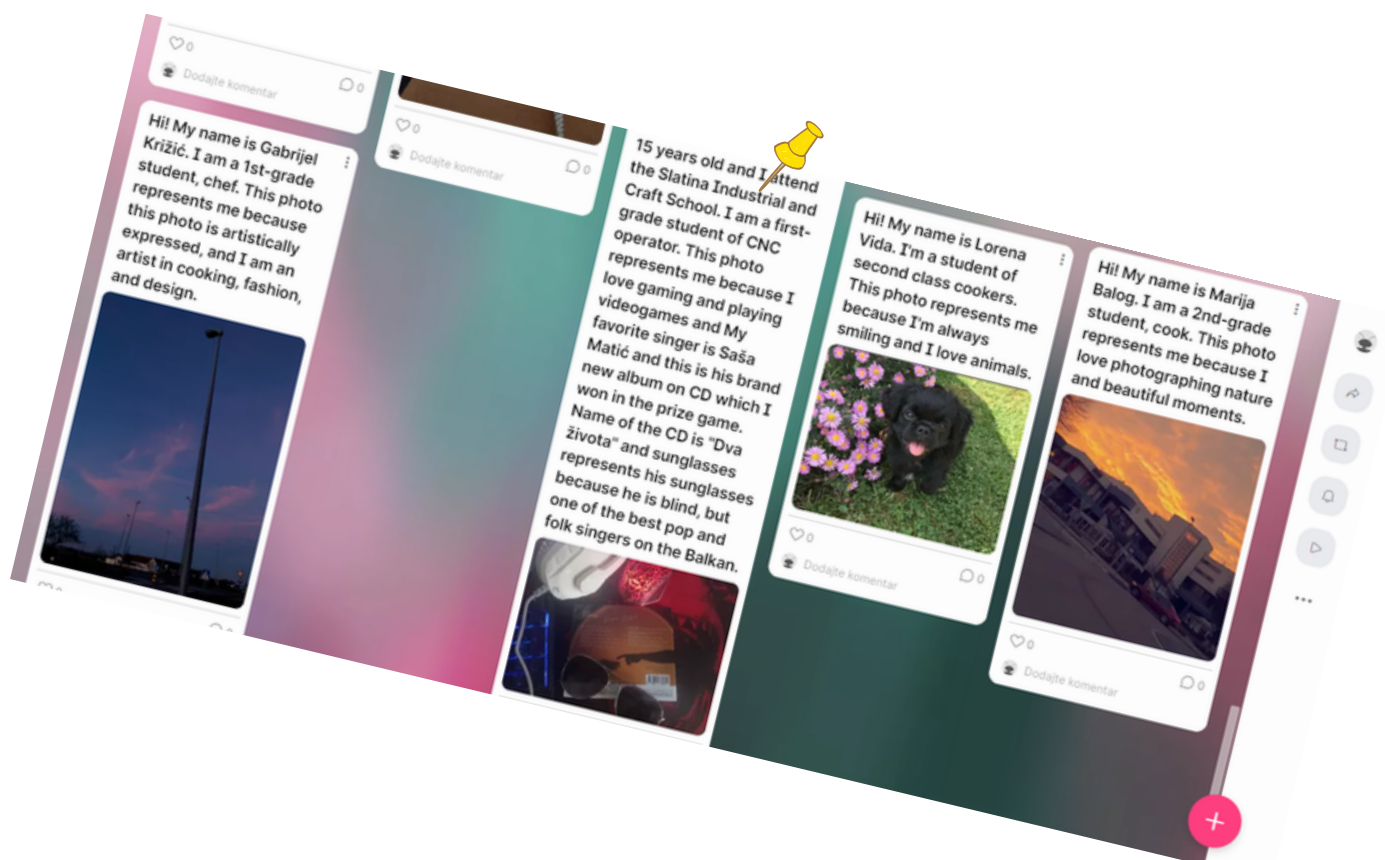 0
Dodajte komentar
0
Hi! My name is Gabrijel
Križić. I am a 1st-grade
student, chef. This photo
represents me because
this photo is artistically
expressed, and I am an
artist in cooking, fashion,
and design.
0
Dodajte komentar
0
15 years old and I attend
the Slatina Industrial and
Craft School. I am a first-
grade student of CNC
operator. This photo
represents me because I
love gaming and playing
videogames and My
favorite singer is Saša
Matić and this is his brand
new album on CD which I
won in the prize game.
Name of the CD is "Dva
života" and sunglasses
represents his sunglasses
because he is blind, but
one of the best pop and
folk singers on the Balkan.
Hi! My name is Lorena
Vida. I'm a student of
second class cookers.
This photo represents me
because I'm always
smiling and I love animals.
0
Dodajte komentar
0
Hi! My name is Marija
Balog. I am a 2nd-grade
student, cook. This photo
represents me because I
love photographing nature
and beautiful moments.
0
Dodajte komentar
0